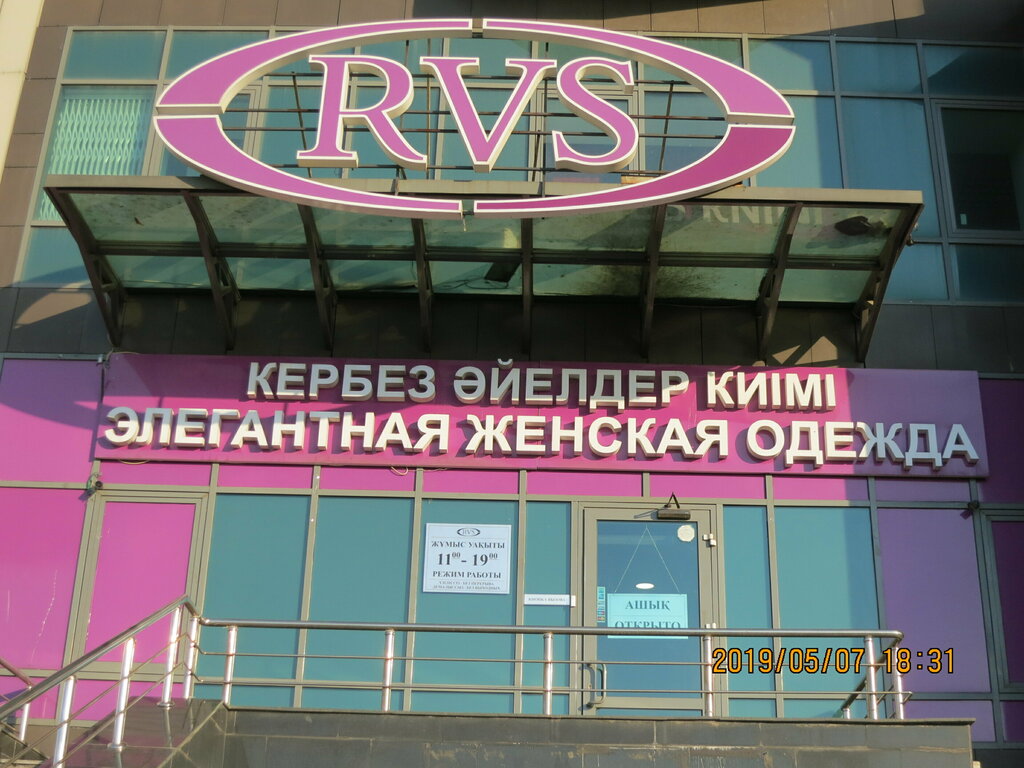 RVS
КЕРБЕЗ ӘЙЕЛДЕР КИІМІ
ЭЛЕГАНТНАЯ ЖЕНСКАЯ ОДЕЖДА
RVS
ЖҰМЫС УАҚЫТЫ
11⁰⁰ - 19⁰⁰
РЕЖИМ РАБОТЫ
АШЫҚ
ОТКРЫТО
2019/05/07 18:31